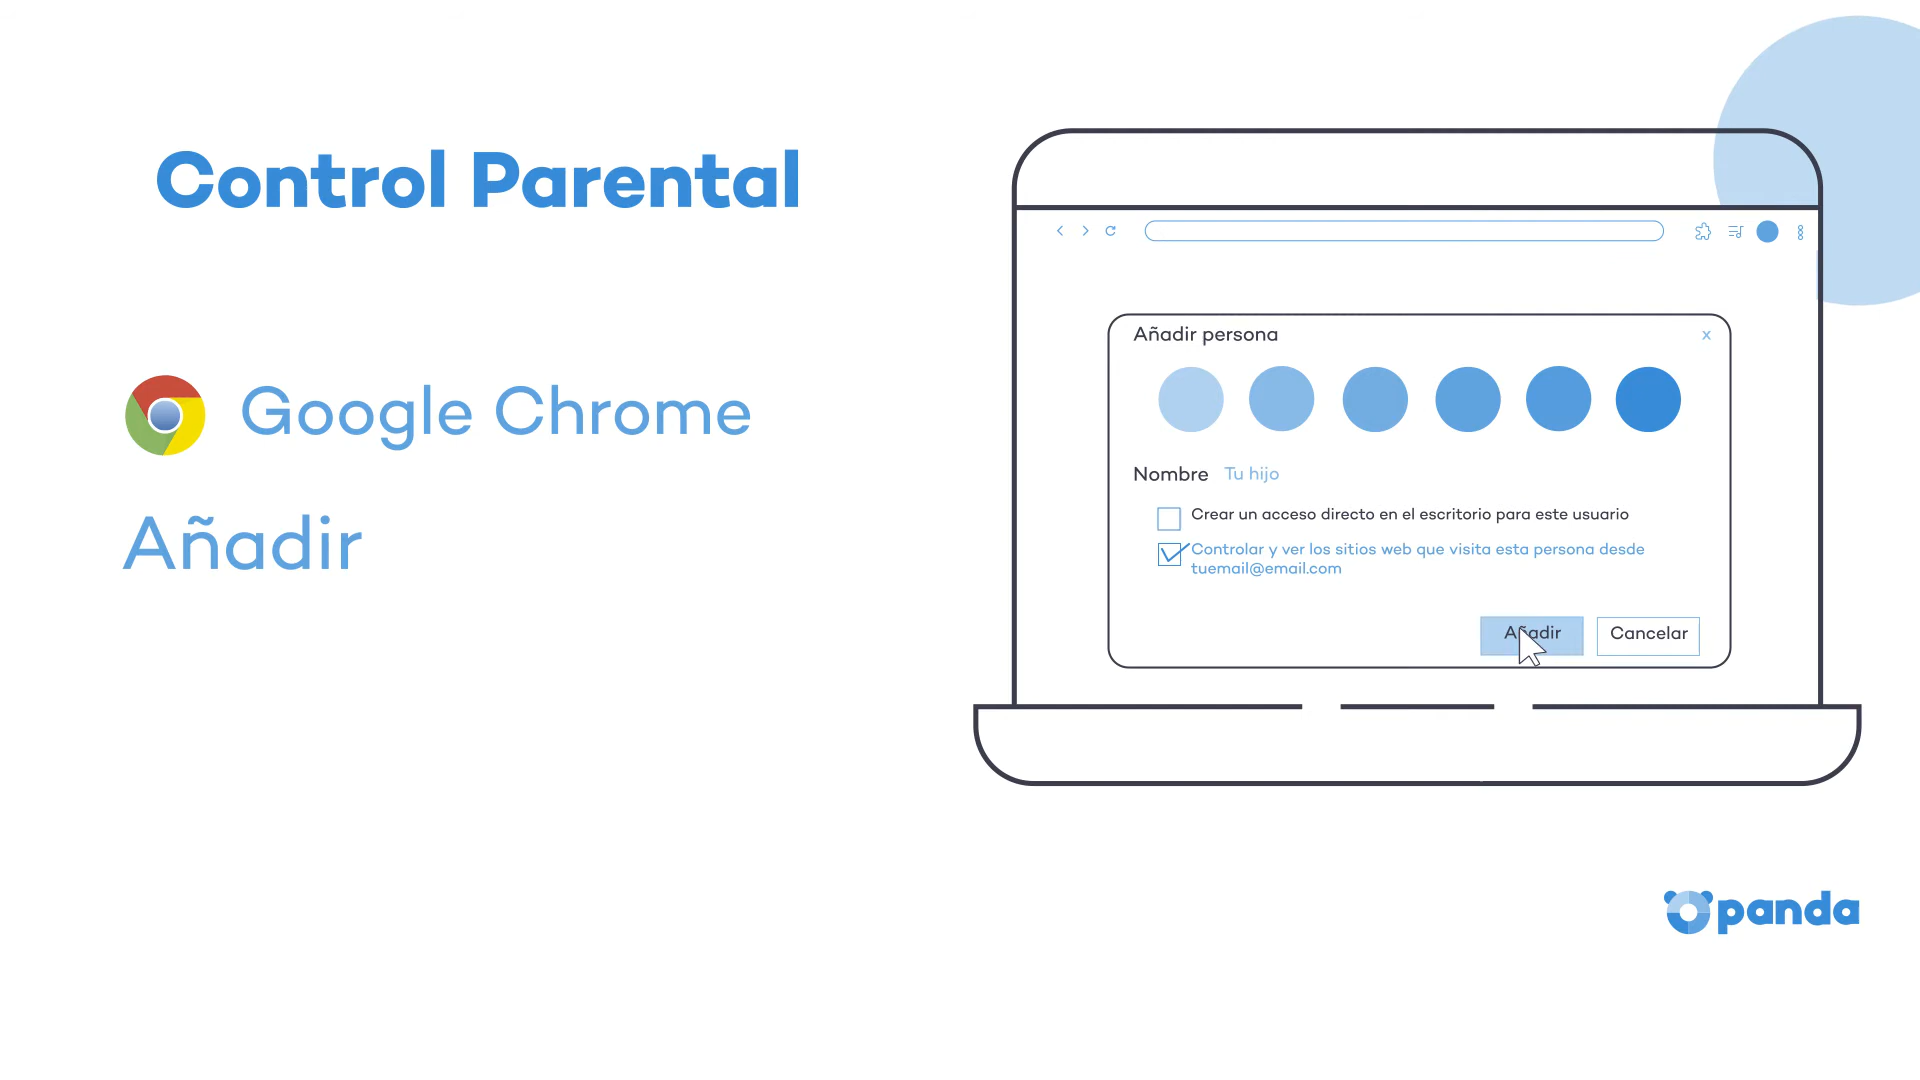 Control Parental
Google Chrome
Añadir
Añadir persona
x
Nombre Tu hijo
Crear un acceso directo en el escritorio para este usuario
Controlar y ver los sitios web que visita esta persona desde
tuemail@email.com
Añadir Cancelar
panda